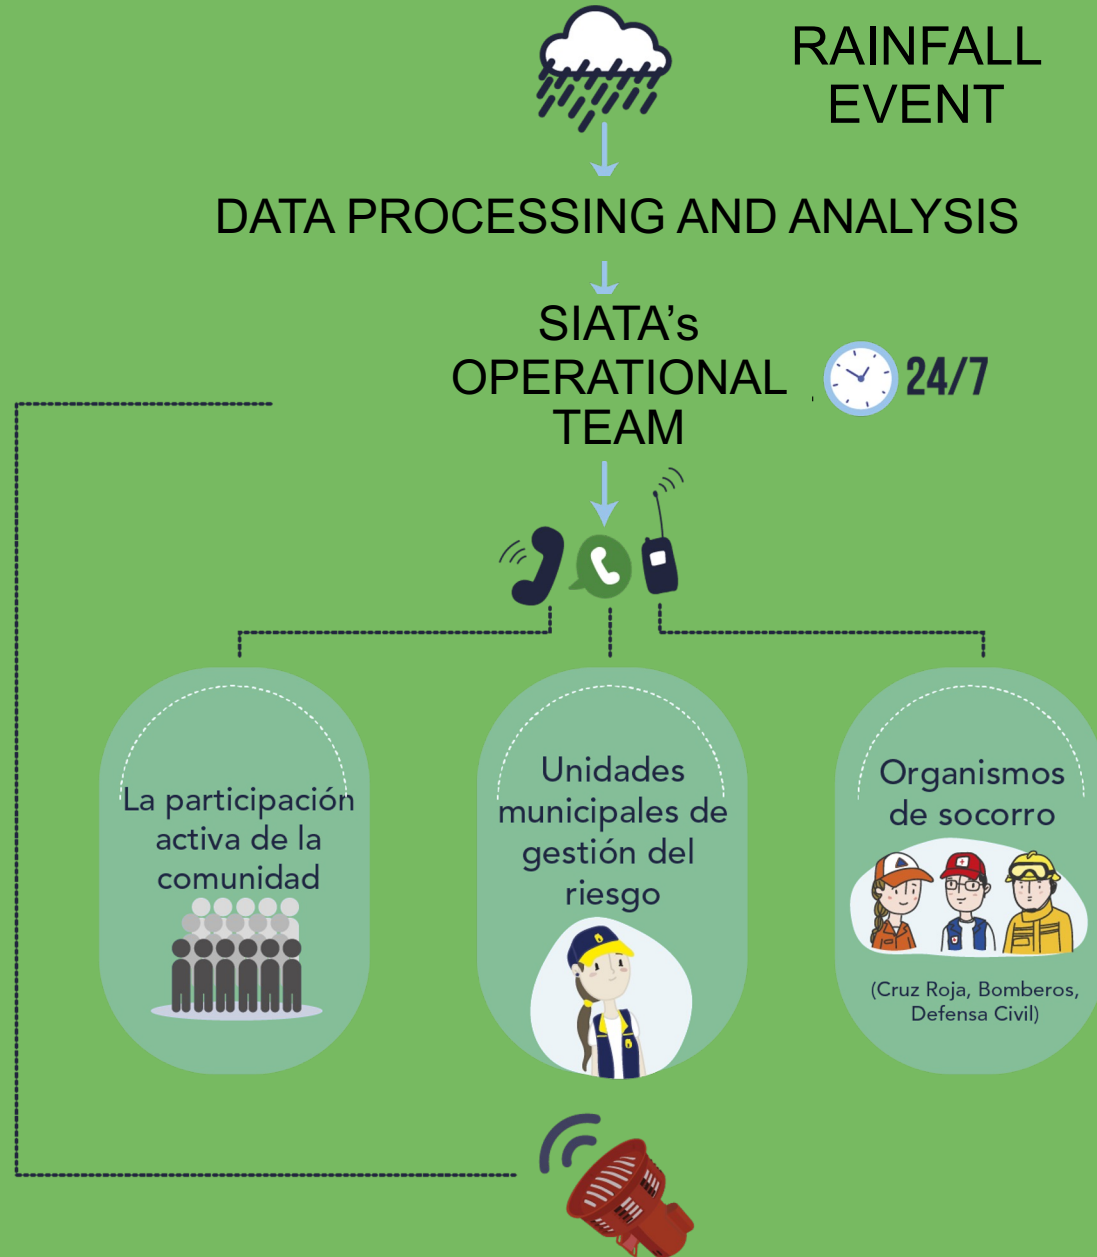 RAINFALL
EVENT
DATA PROCESSING AND ANALYSIS
SIATA's
OPERATIONAL
TEAM
24/7
La participación
activa de la
comunidad
Unidades
municipales de
gestión del
riesgo
Organismos
de socorro
(Cruz Roja, Bomberos,
Defensa Civil)